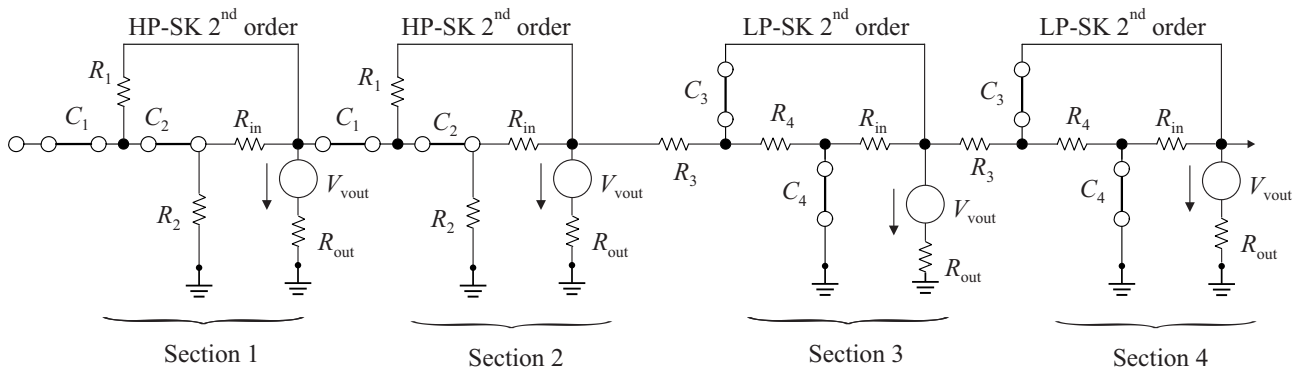 HP-SK 2nd order HP-SK 2nd order LP-SK 2nd order LP-SK 2nd order
R1 R1
C3 C3
C1 C2 Rin C1 C2 Rin R4 Rin R4 Rin
R3 R3
Vvout Vvout Vvout Vvout
C4 C4
R2 R2
Rout Rout Rout Rout
Section 1 Section 2 Section 3 Section 4